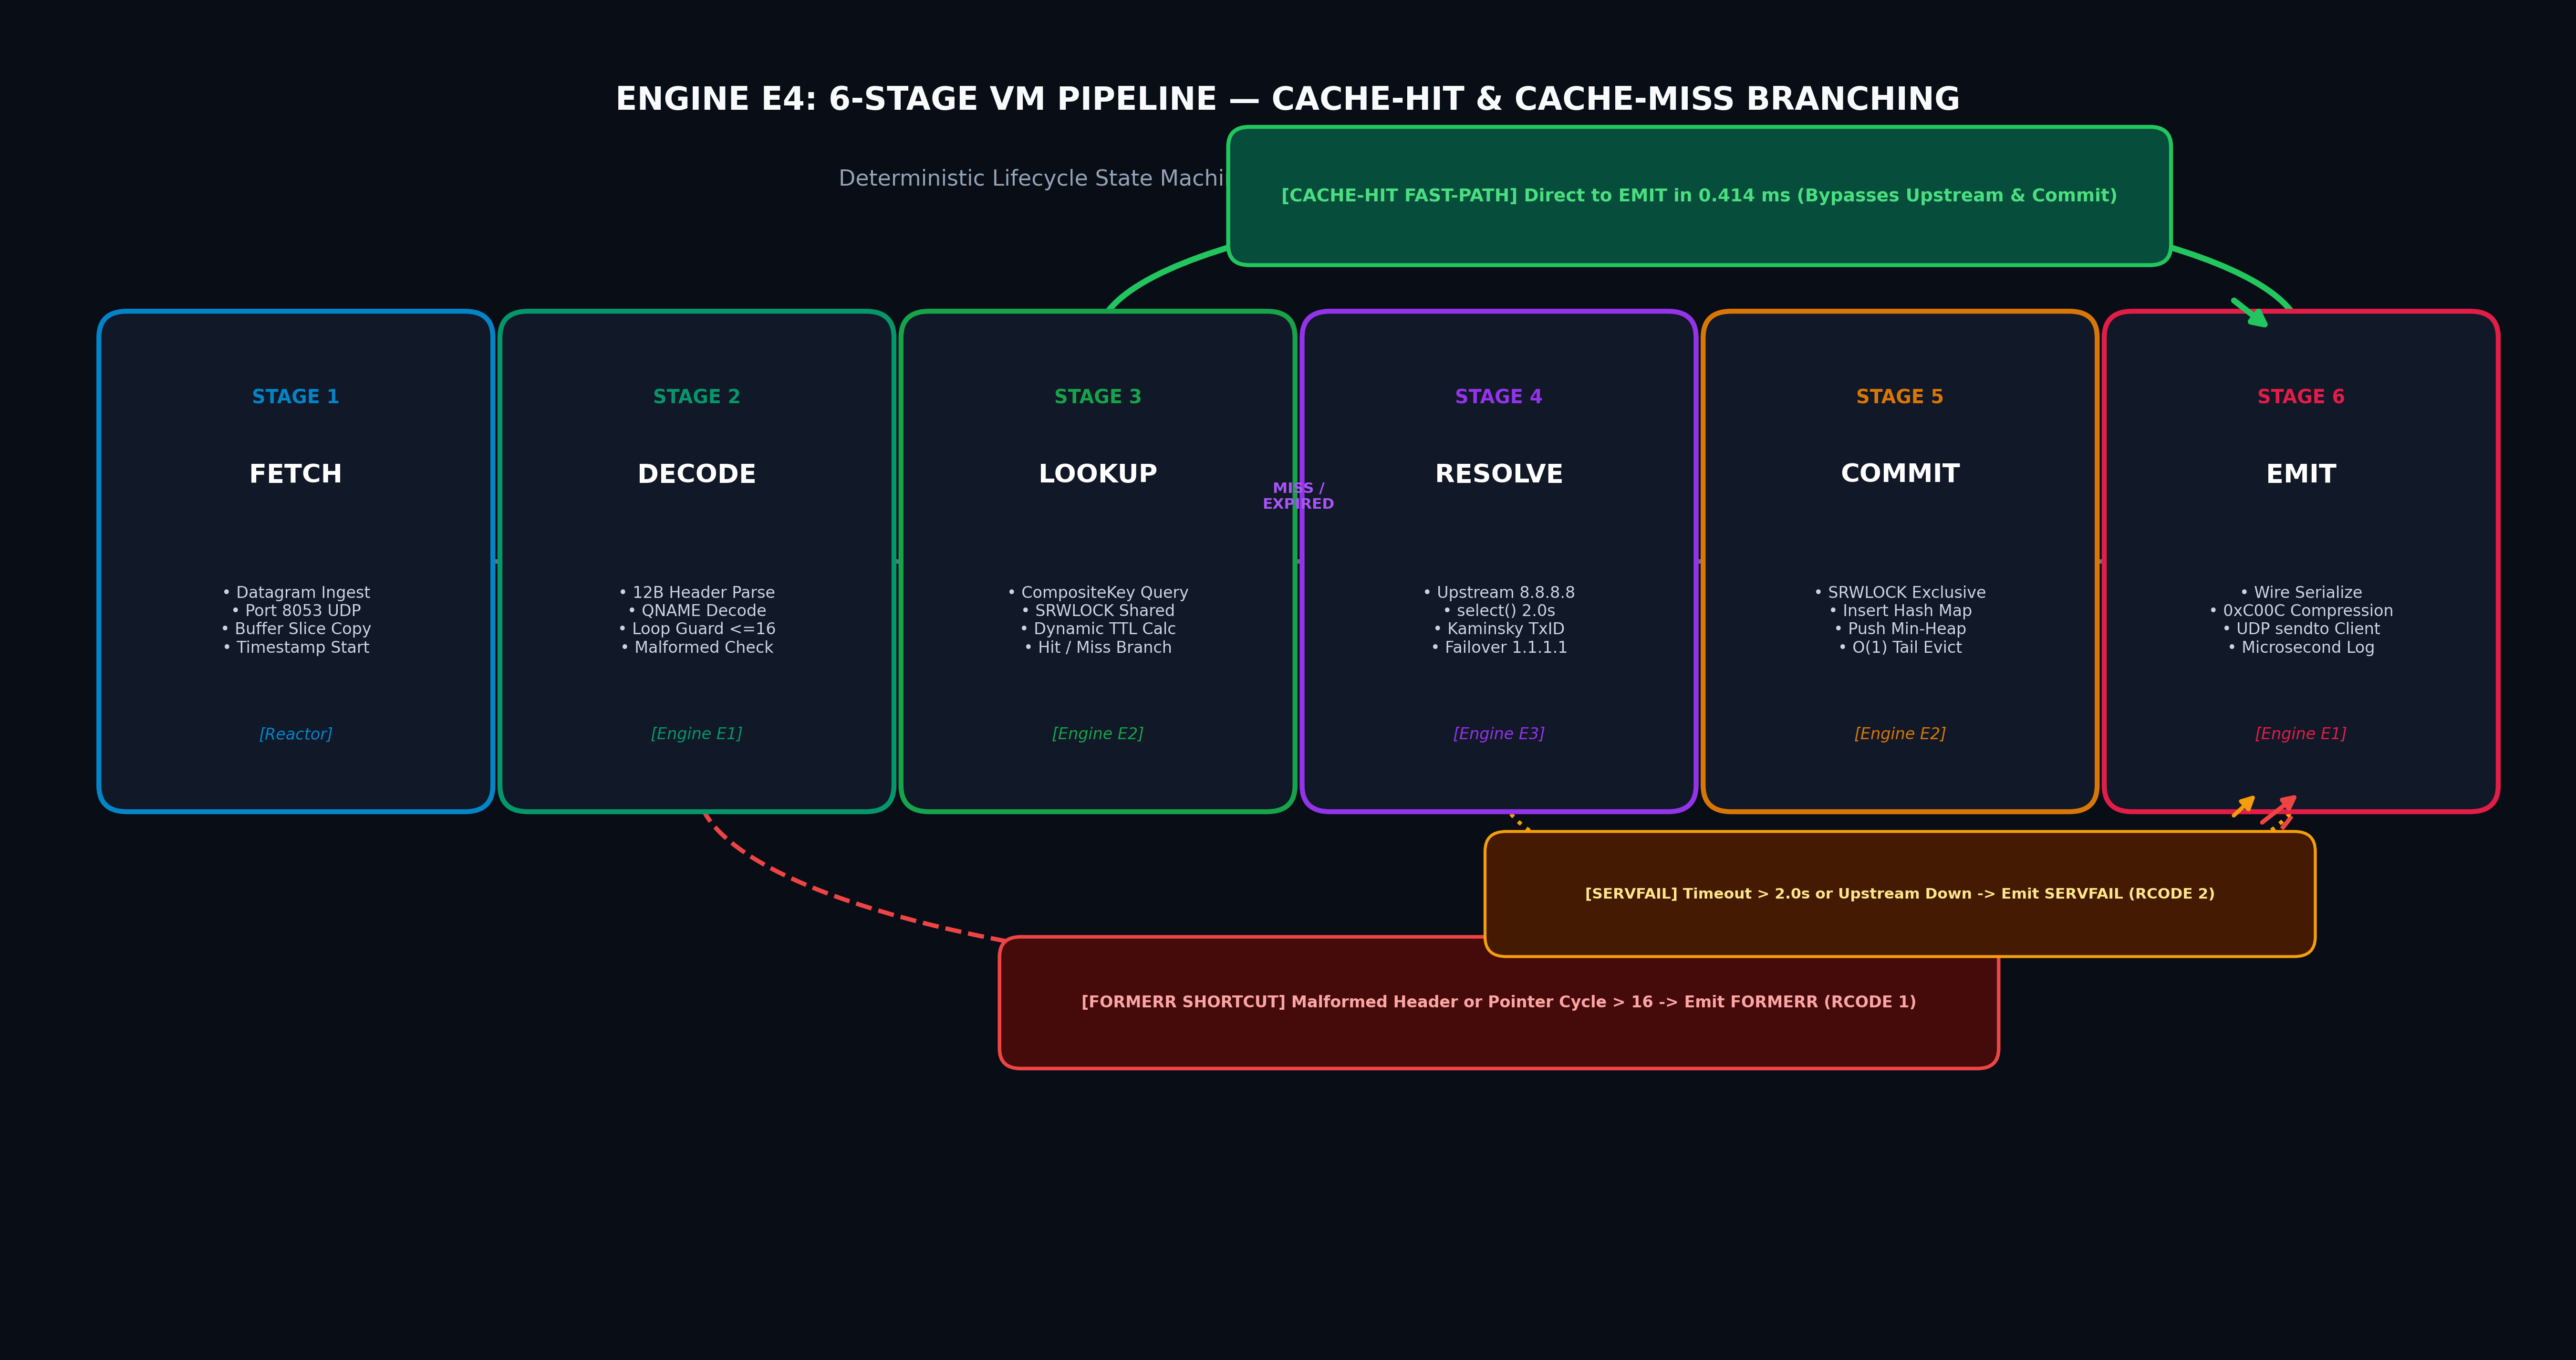 ENGINE E4: 6-STAGE VM PIPELINE — CACHE-HIT & CACHE-MISS BRANCHING
Deterministic Lifecycle State
[CACHE-HIT FAST-PATH] Direct to EMIT in 0.414 ms (Bypasses Upstream & Commit)
STAGE 1
FETCH
• Datagram Ingest
• Port 8053 UDP
• Buffer Slice Copy
• Timestamp Start
[Reactor]
STAGE 2
DECODE
• 12B Header Parse
• QNAME Decode
• Loop Guard <=16
• Malformed Check
[Engine E1]
STAGE 3
LOOKUP
• CompositeKey Query
• SRWLOCK Shared
• Dynamic TTL Calc
• Hit / Miss Branch
[Engine E2]
MISS /
EXPIRED
STAGE 4
RESOLVE
• Upstream 8.8.8.8
• select() 2.0s
• Kaminsky TxID
• Failover 1.1.1.1
[Engine E3]
STAGE 5
COMMIT
• SRWLOCK Exclusive
• Insert Hash Map
• Push Min-Heap
• O(1) Tail Evict
[Engine E2]
STAGE 6
EMIT
• Wire Serialize
• 0xC00C Compression
• UDP sendto Client
• Microsecond Log
[Engine E1]
[SERVFAIL] Timeout > 2.0s or Upstream Down -> Emit SERVFAIL (RCODE 2)
[FORMERR SHORTCUT] Malformed Header or Pointer Cycle > 16 -> Emit FORMERR (RCODE 1)